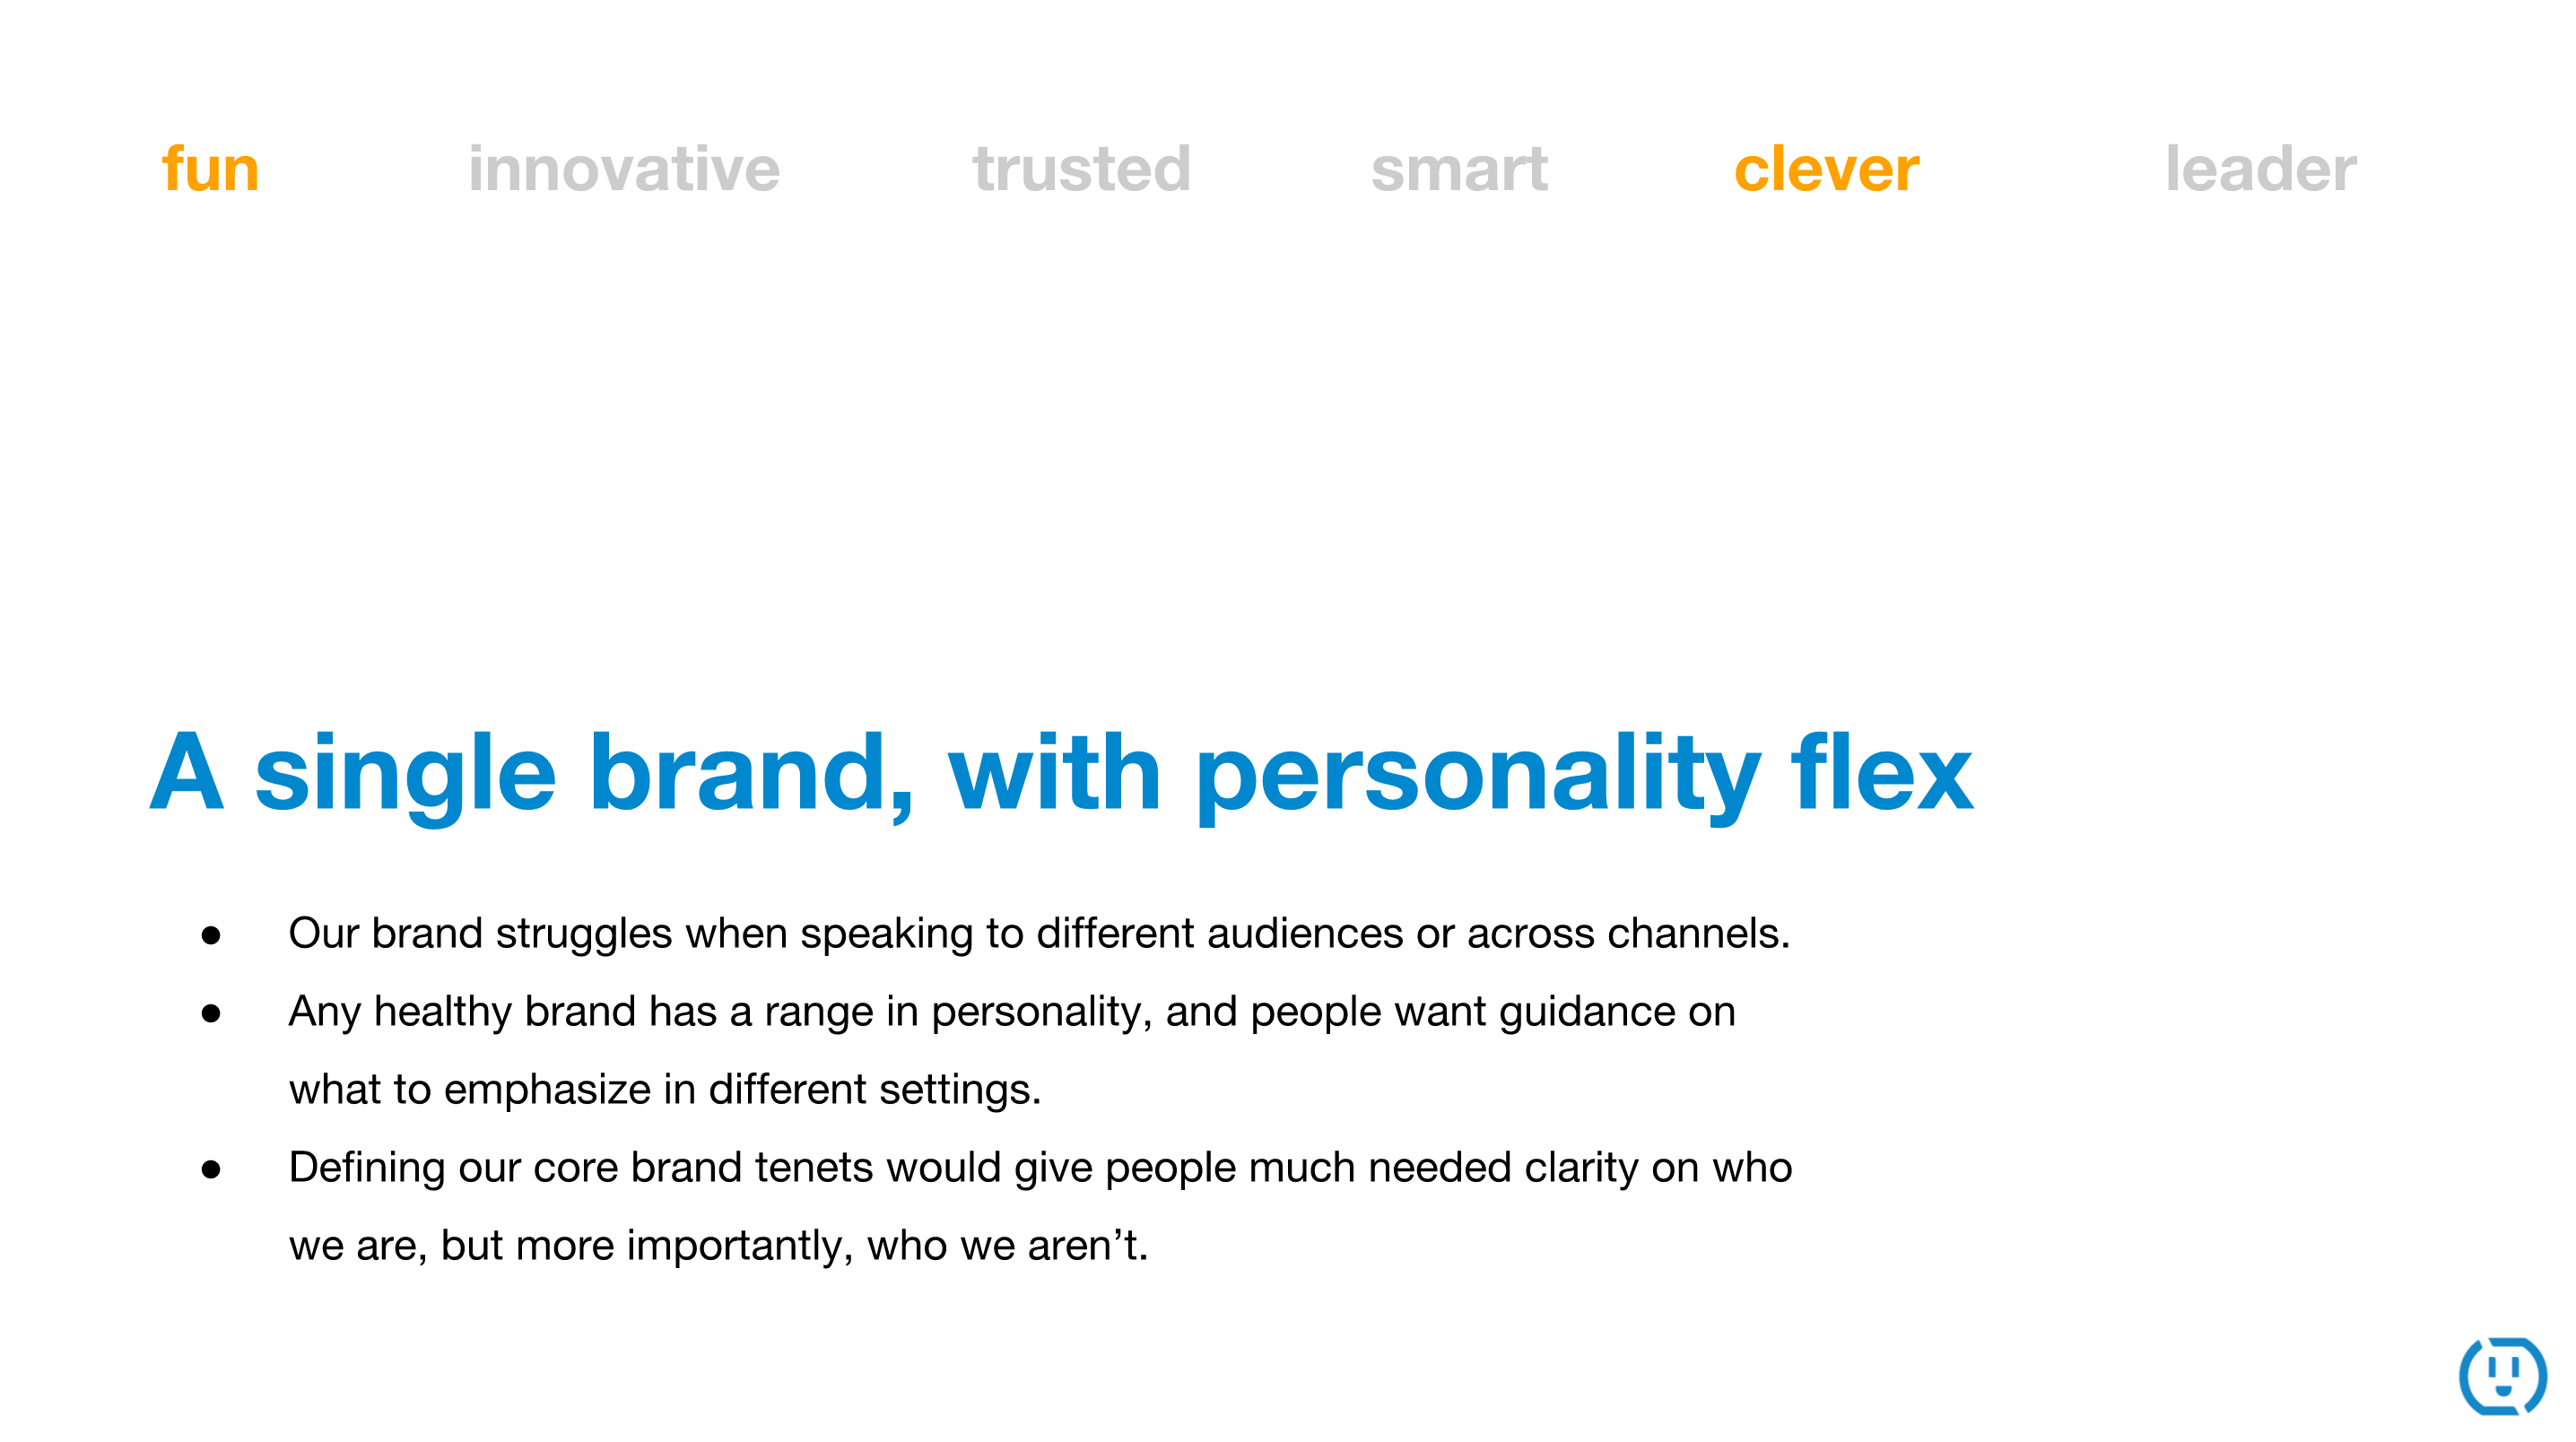 fun innovative trusted smart clever leader
A single brand, with personality flex
● Our brand struggles when speaking to different audiences or across channels.
● Any healthy brand has a range in personality, and people want guidance on
what to emphasize in different settings.
● Defining our core brand tenets would give people much needed clarity on who
we are, but more importantly, who we aren’t.